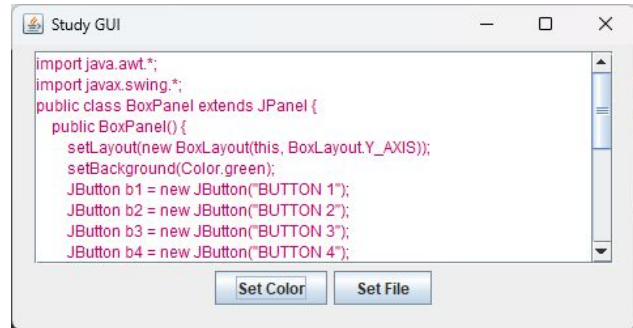 Study GUI
import java.awt.*;
import javax.swing.*;
public class BoxPanel extends JPanel {
public BoxPanel() {
setLayout(new BoxLayout(this, BoxLayout.Y_AXIS));
setBackground(Color.green);
JButton b1 = new JButton("BUTTON 1");
JButton b2 = new JButton("BUTTON 2");
JButton b3 = new JButton("BUTTON 3");
JButton b4 = new JButton("BUTTON 4");
Set Color Set File